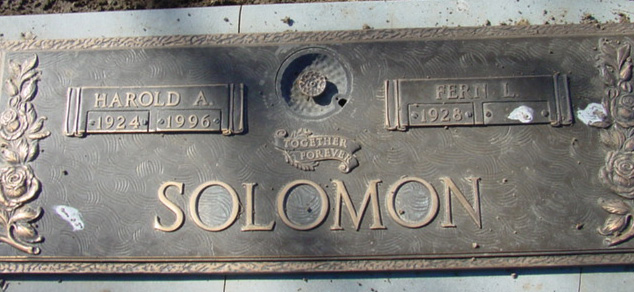 HAROLD A.
1924 1996
FERN L.
1928
TOGETHER
FOREVER
SOLOMON